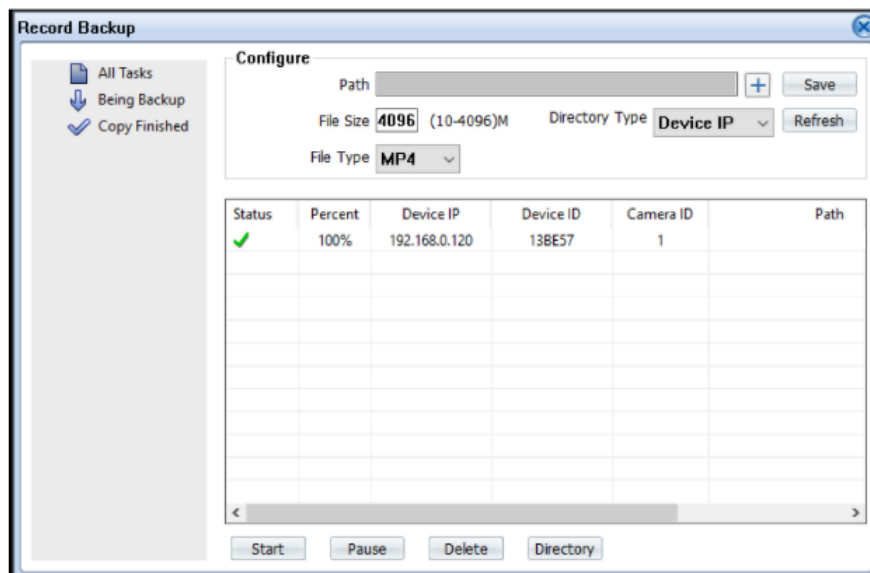 Record Backup
All Tasks
Being Backup
Copy Finished
Configure
Path
Save
File Size 4096 (10-4096)M Directory Type Device IP Refresh
File Type MP4
Status Percent Device IP Device ID Camera ID Path
100% 192.168.0.120 13BE57 1
Start Pause Delete Directory